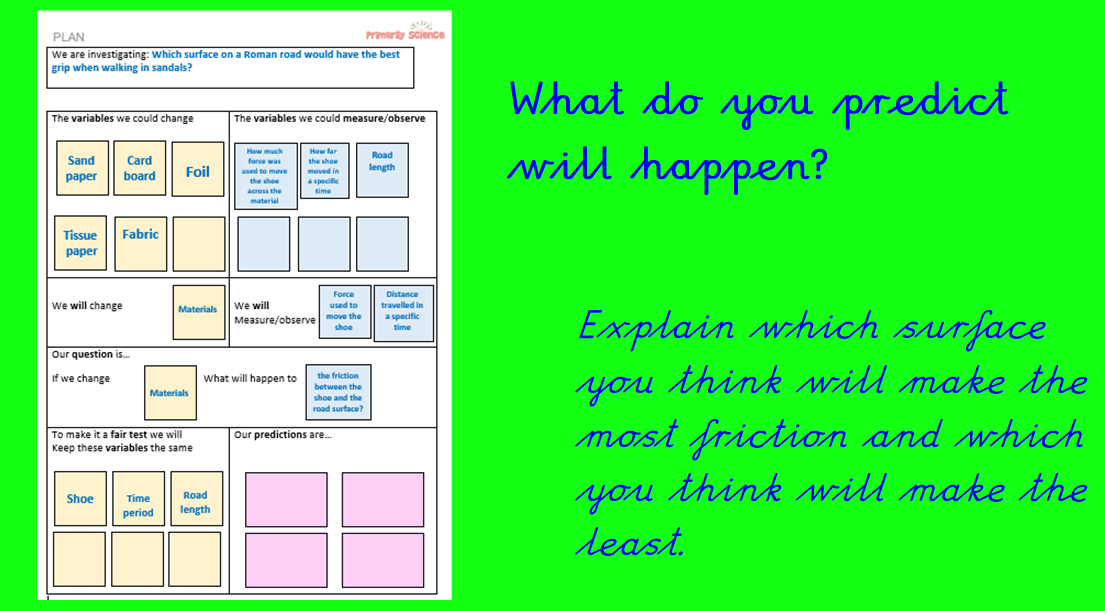 PLAN
Primarily Science
We are investigating: Which surface on a Roman road would have the best
grip when walking in sandals?
The variables we could change
Sand
paper
Card
board
Foil
Tissue
paper
Fabric
The variables we could measure/observe
How much
force was
used to move
the shoe
across the
material
How far
the shoe
moved in
a specific
time
Road
length
We will change
Materials
We will
Measure/observe
Force
used to
move the
shoe
Distance
travelled in
a specific
time
Our question is...
If we change
Materials
What will happen to
the friction
between the
shoe and the
road surface?
To make it a fair test we will
Keep these variables the same
Shoe
Time
period
Road
length
Our predictions are...
What do you predict
will happen?
Explain which surface
you think will make the
most friction and which
you think will make the
least.